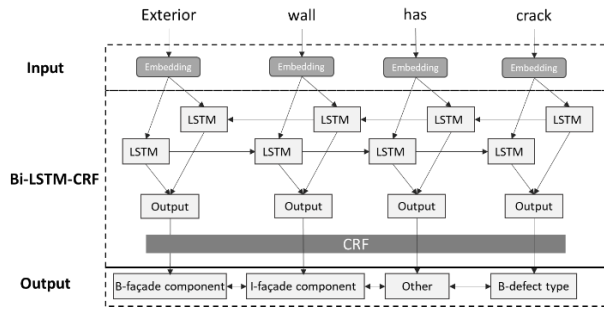 Exterior wall has crack
Input
Embedding Embedding Embedding Embedding
LSTM LSTM LSTM LSTM
LSTM LSTM LSTM LSTM
Bi-LSTM-CRF
Output Output Output Output
CRF
Output
B-façade component I-façade component Other B-defect type